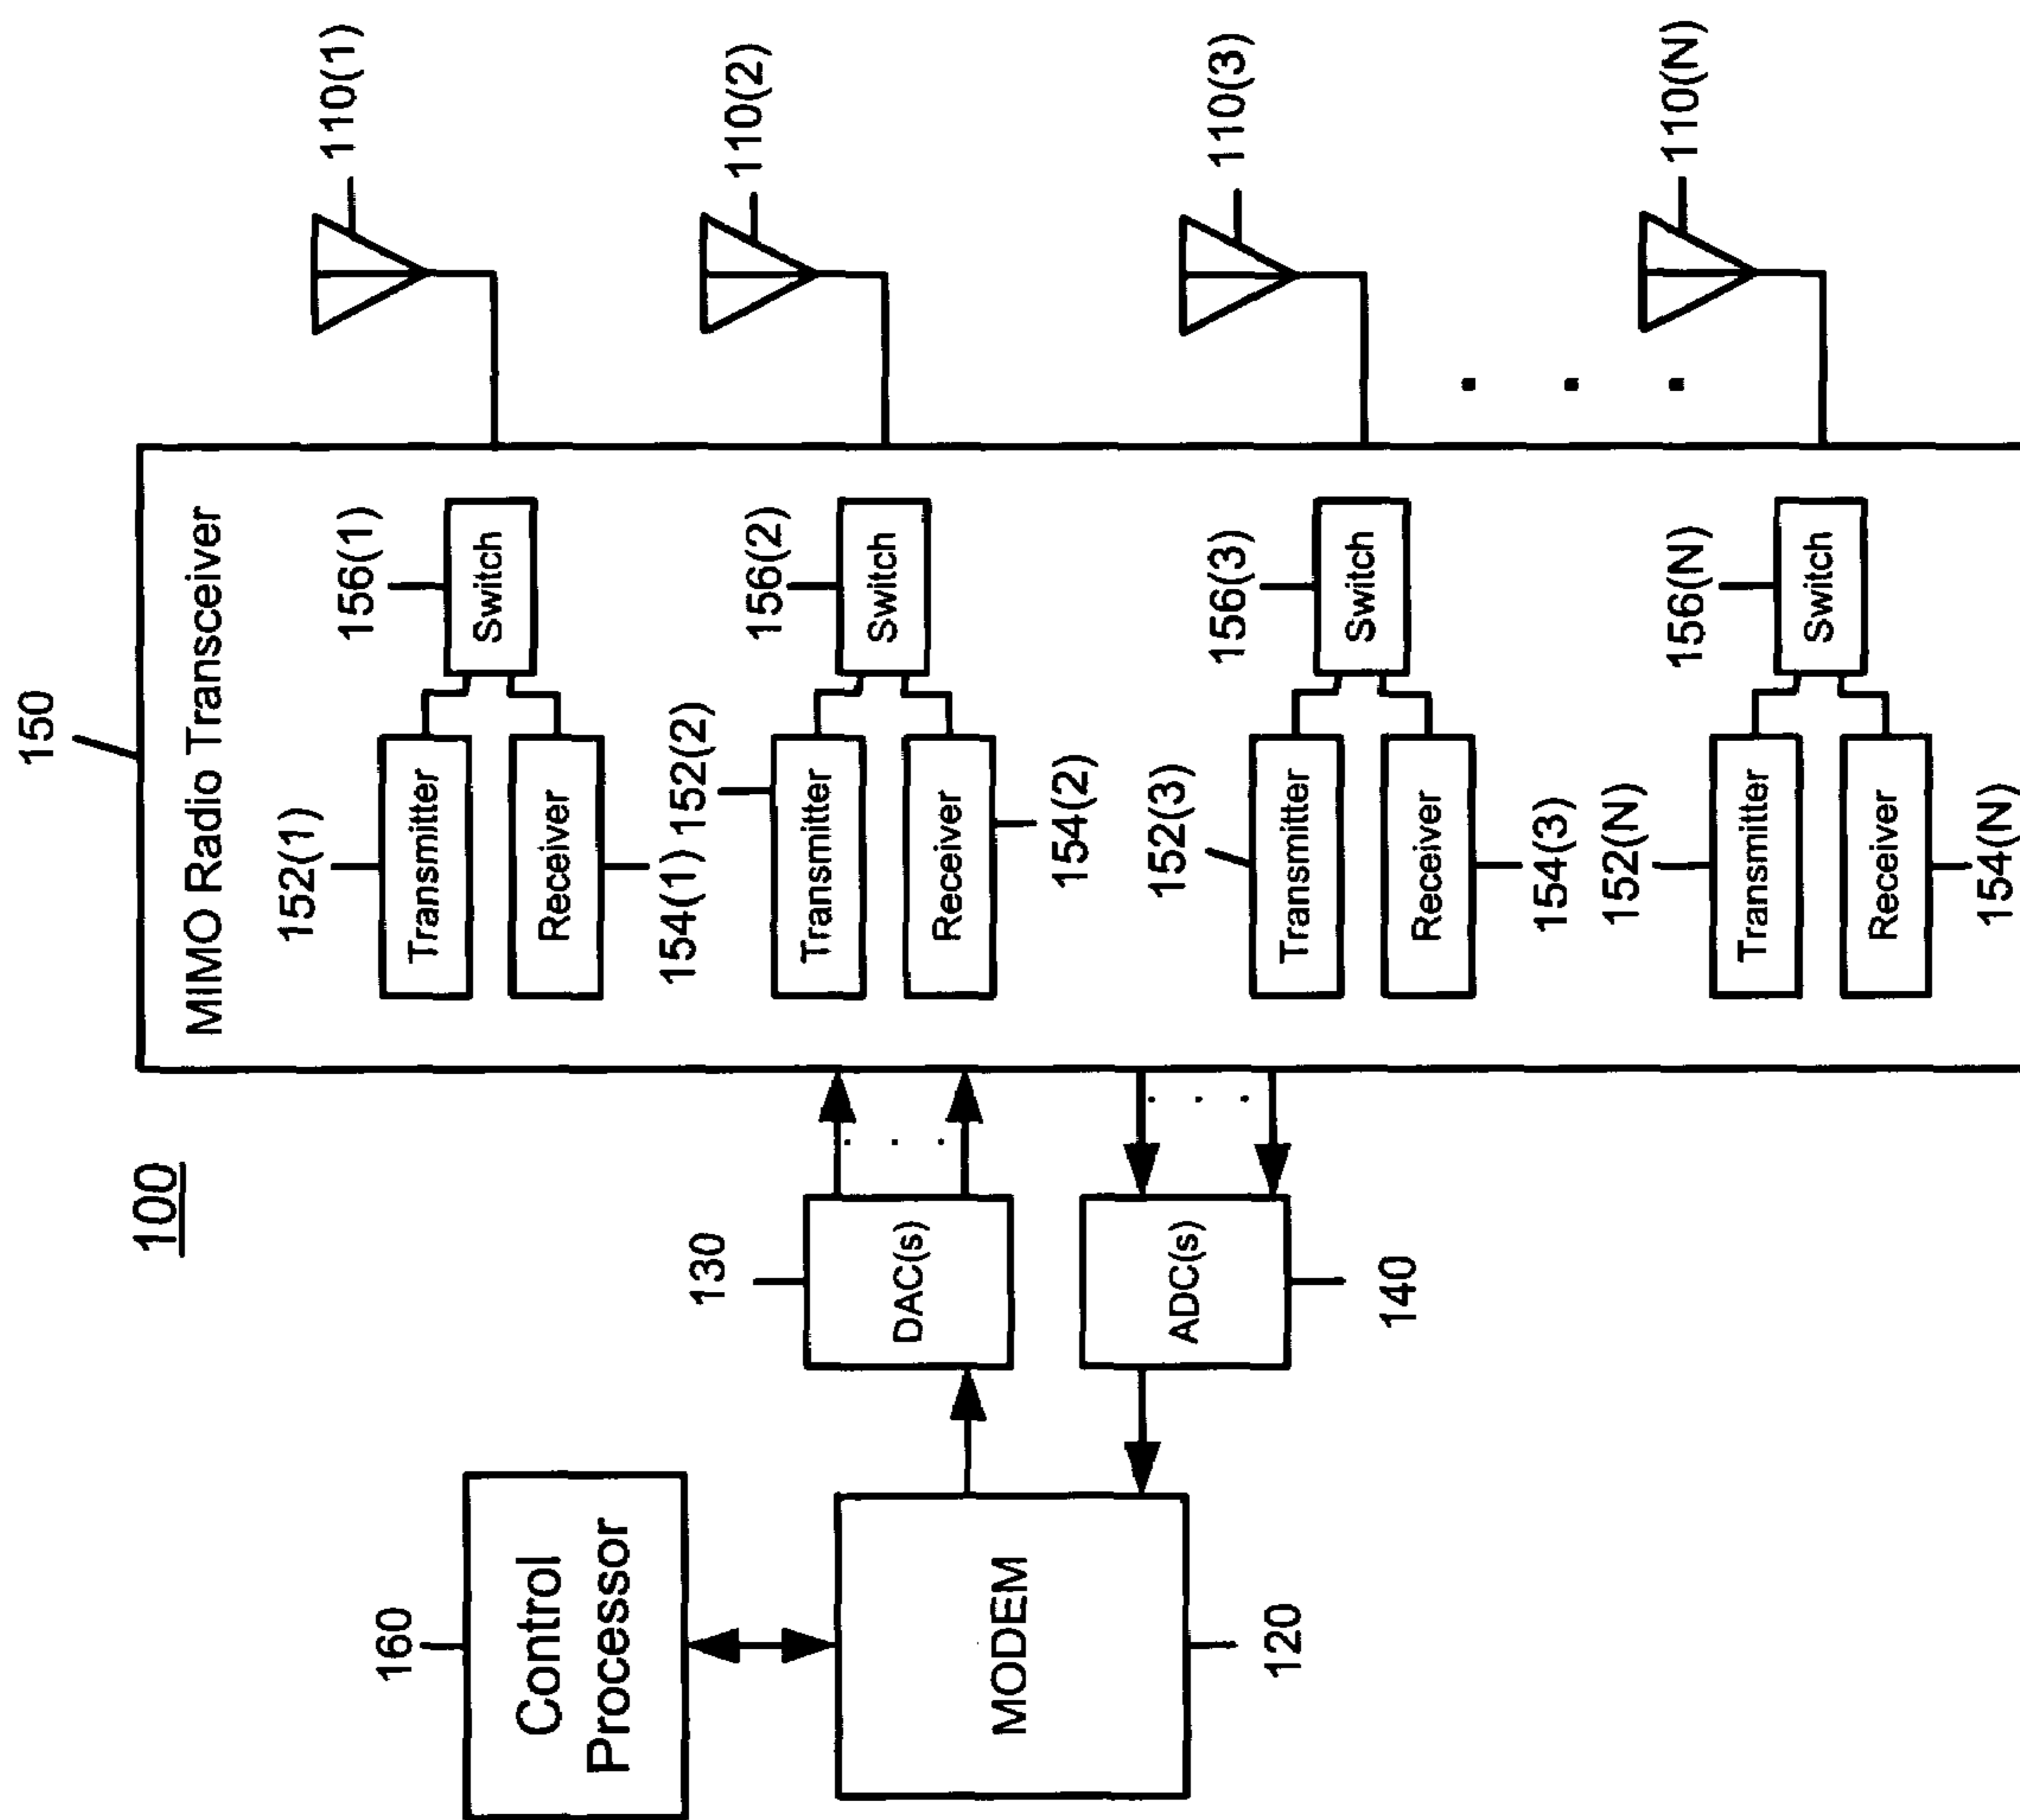 100
160
Control
Processor
MODEM
120
130
DAC(s)
ADC(s)
140
150
MIMO Radio Transceiver
152(1)
Transmitter
Receiver
154(1)
156(1)
Switch
110(1)
152(2)
Transmitter
Receiver
154(2)
156(2)
Switch
110(2)
152(3)
Transmitter
Receiver
154(3)
156(3)
Switch
110(3)
152(N)
Transmitter
Receiver
154(N)
156(N)
Switch
110(N)